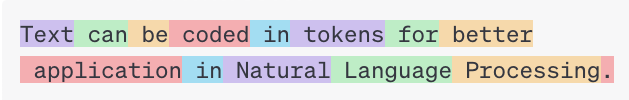 Text can be coded in tokens for better
application in Natural Language Processing.